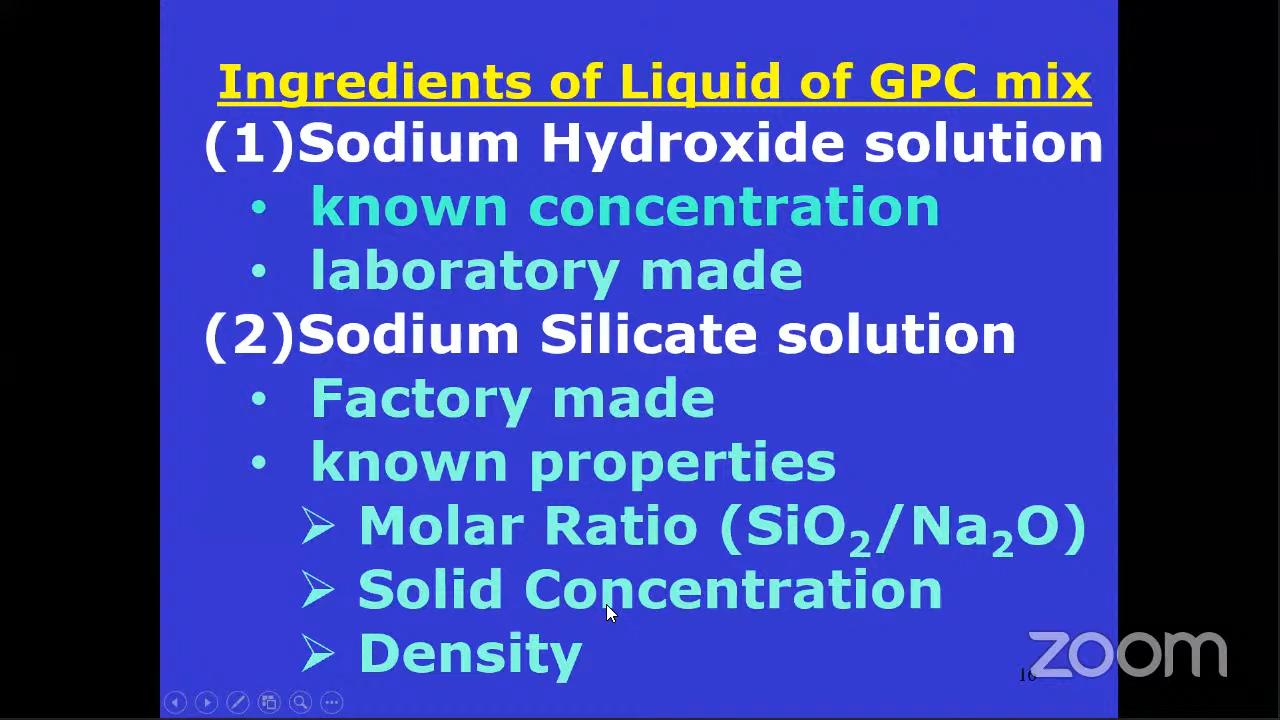 Ingredients of Liquid of GPC mix
(1)Sodium Hydroxide solution
• known concentration
• laboratory made
(2)Sodium Silicate solution
• Factory made
• known properties
➢ Molar Ratio (SiO₂/Na₂O)
➢ Solid Concentration
➢ Density
zoom
16